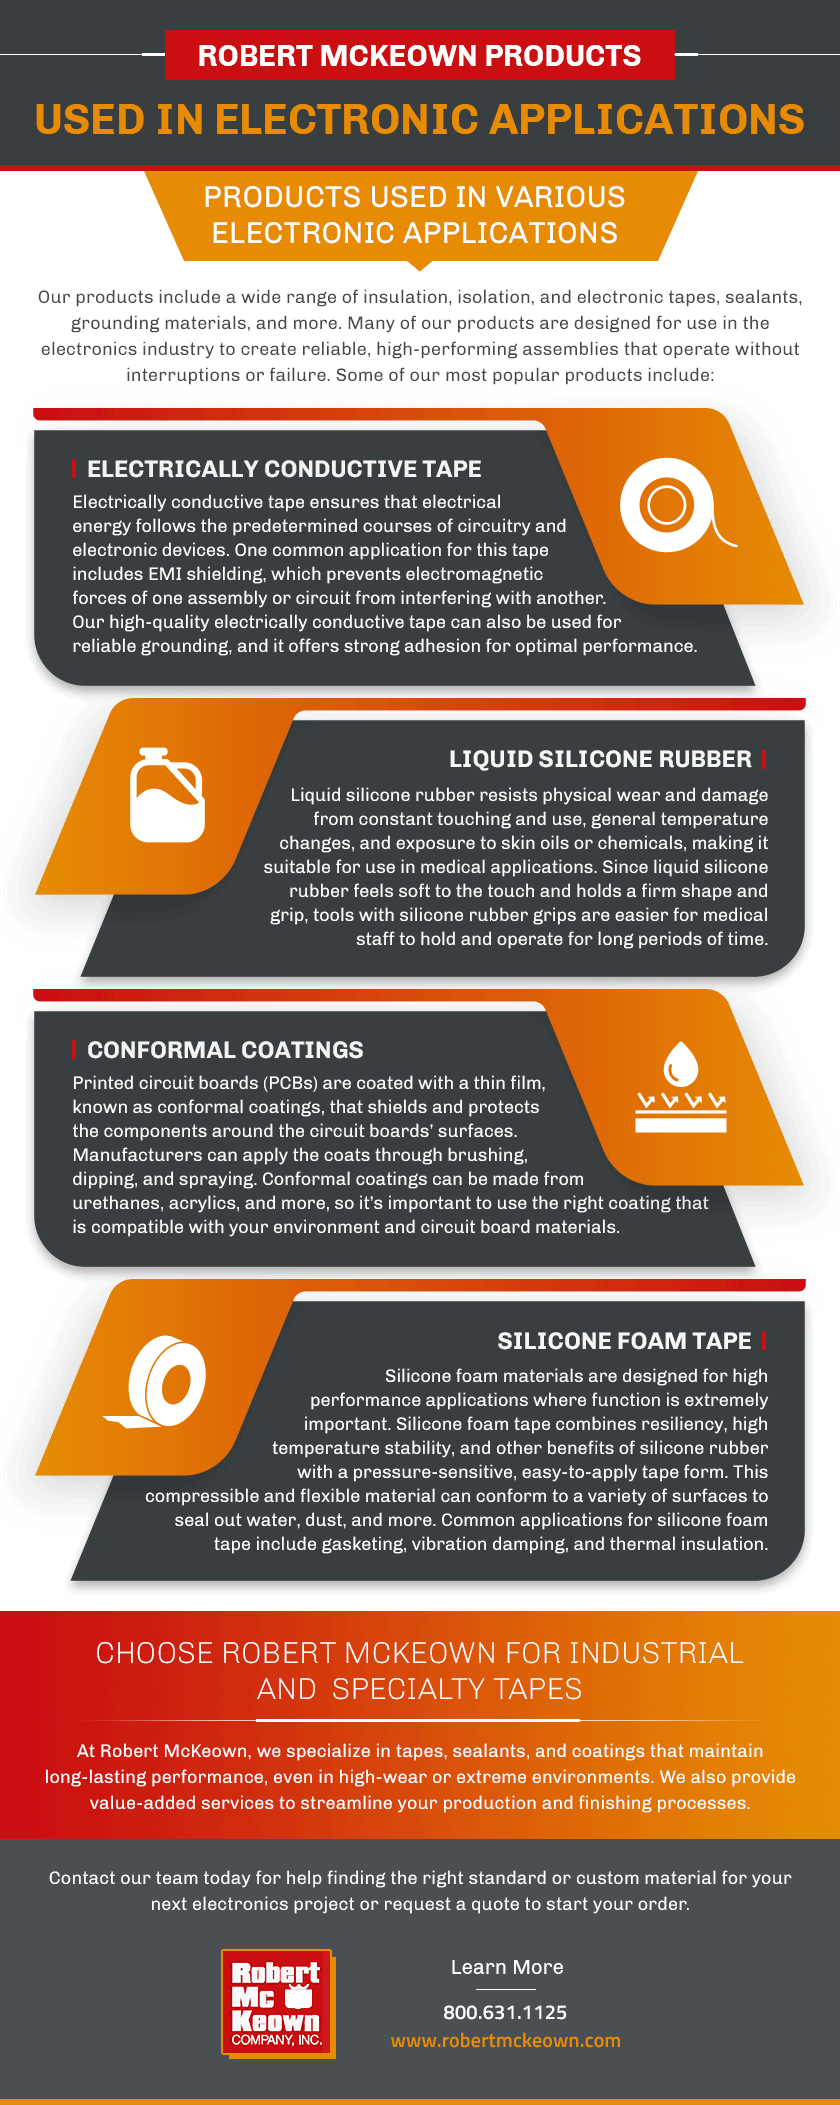 ROBERT MCKEOWN PRODUCTS
USED IN ELECTRONIC APPLICATIONS
PRODUCTS USED IN VARIOUS
ELECTRONIC APPLICATIONS
Our products include a wide range of insulation, isolation, and electronic tapes, sealants,
grounding materials, and more. Many of our products are designed for use in the
electronics industry to create reliable, high-performing assemblies that operate without
interruptions or failure. Some of our most popular products include:
ELECTRICALLY CONDUCTIVE TAPE
Electrically conductive tape ensures that electrical
energy follows the predetermined courses of circuitry and
electronic devices. One common application for this tape
includes EMI shielding, which prevents electromagnetic
forces of one assembly or circuit from interfering with another.
Our high-quality electrically conductive tape can also be used for
reliable grounding, and it offers strong adhesion for optimal performance.
LIQUID SILICONE RUBBER
Liquid silicone rubber resists physical wear and damage
from constant touching and use, general temperature
changes, and exposure to skin oils or chemicals, making it
suitable for use in medical applications. Since liquid silicone
rubber feels soft to the touch and holds a firm shape and
grip, tools with silicone rubber grips are easier for medical
staff to hold and operate for long periods of time.
CONFORMAL COATINGS
Printed circuit boards (PCBs) are coated with a thin film,
known as conformal coatings, that shields and protects
the components around the circuit boards’ surfaces.
Manufacturers can apply the coats through brushing,
dipping, and spraying. Conformal coatings can be made from
urethanes, acrylics, and more, so it’s important to use the right coating that
is compatible with your environment and circuit board materials.
SILICONE FOAM TAPE
Silicone foam materials are designed for high
performance applications where function is extremely
important. Silicone foam tape combines resiliency, high
temperature stability, and other benefits of silicone rubber
with a pressure-sensitive, easy-to-apply tape form. This
compressible and flexible material can conform to a variety of surfaces to
seal out water, dust, and more. Common applications for silicone foam
tape include gasketing, vibration damping, and thermal insulation.
CHOOSE ROBERT MCKEOWN FOR INDUSTRIAL
AND SPECIALTY TAPES
At Robert McKeown, we specialize in tapes, sealants, and coatings that maintain
long-lasting performance, even in high-wear or extreme environments. We also provide
value-added services to streamline your production and finishing processes.
Contact our team today for help finding the right standard or custom material for your
next electronics project or request a quote to start your order.
Robert
Mc
Keown
COMPANY, INC.
Learn More
800.631.1125
www.robertmckeown.com